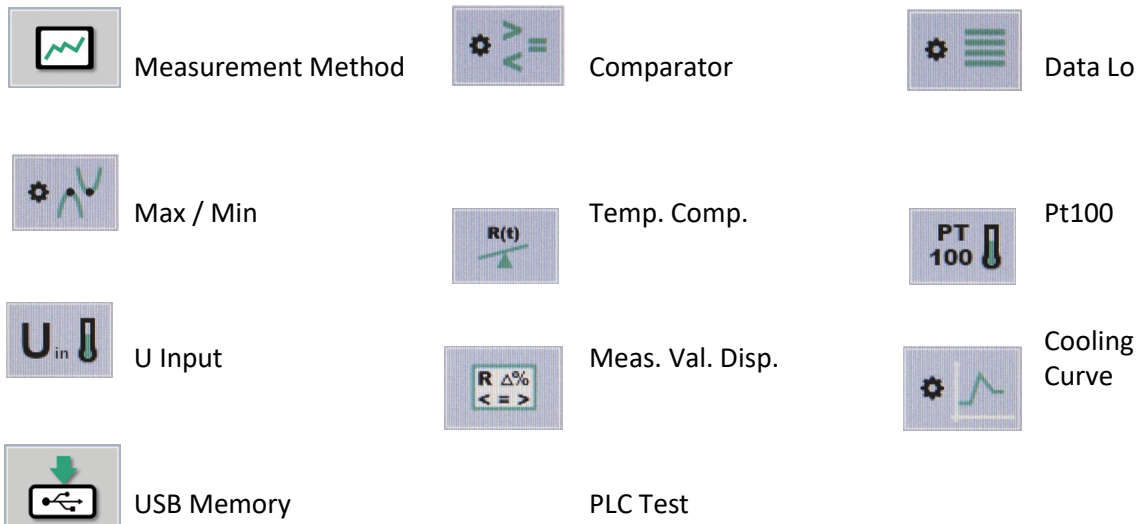 Measurement Method
> =
<
Comparator
Data Lo
Max / Min
R(t)
Temp. Comp.
PT
100
Pt100
U in
U Input
R △%
< = >
Meas. Val. Disp.
Cooling
Curve
USB Memory
PLC Test